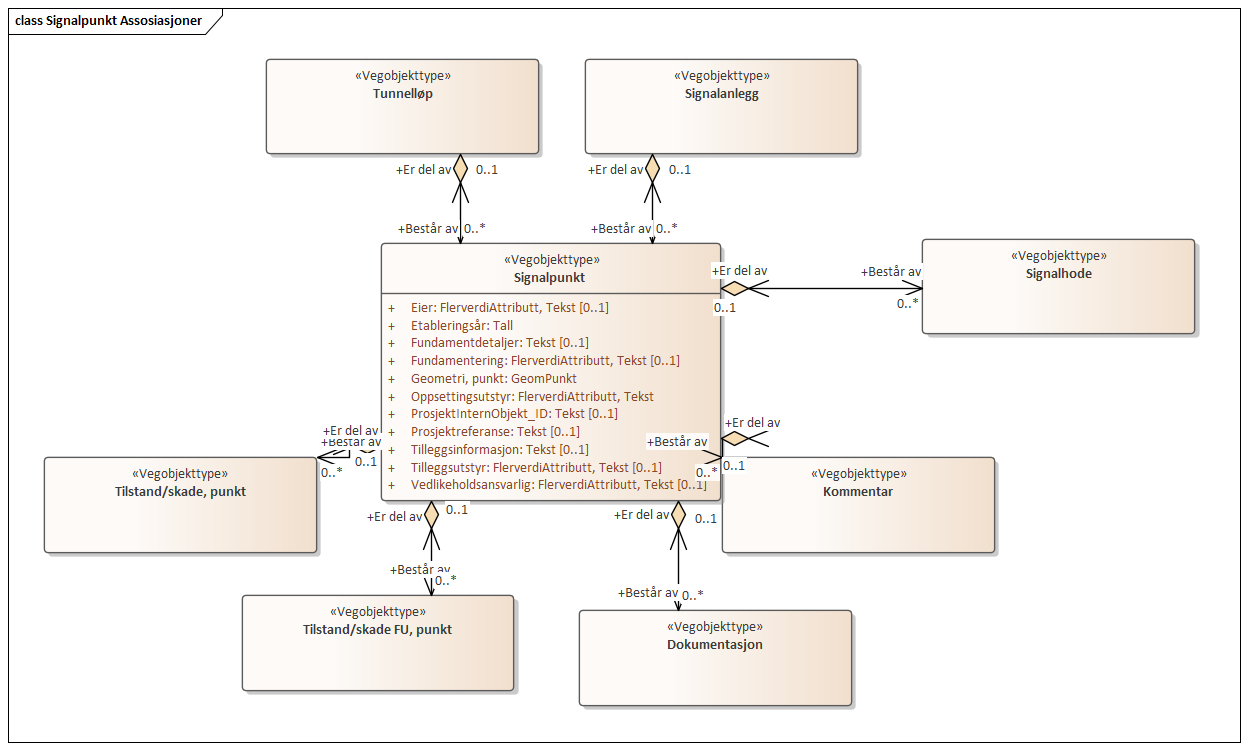 class Signalpunkt Assosiasjoner
«Vegobjekttype»
Tunnelløp
«Vegobjekttype»
Signalanlegg
+Er del av 0..1
+Er del av 0..1
+Består av 0..*
+Består av 0..*
«Vegobjekttype»
Signalpunkt
+ Eier: FlerverdiAttributt, Tekst [0..1]
+ Etableringsår: Tall
+ Fundamentdetaljer: Tekst [0..1]
+ Fundamentering: FlerverdiAttributt, Tekst [0..1]
+ Geometri, punkt: GeomPunkt
+ Oppsettingsutstyr: FlerverdiAttributt, Tekst
+ ProsjektInternObjekt_ID: Tekst [0..1]
+ Prosjektreferanse: Tekst [0..1]
+ Tilleggsinformasjon: Tekst [0..1]
+ Tilleggsutstyr: FlerverdiAttributt, Tekst [0..1]
+ Vedlikeholdsansvarlig: FlerverdiAttributt, Tekst [0..1]
+Er del av
0..1
+Består av
0..*
«Vegobjekttype»
Signalhode
+Er del av
0..1
+Består av
0..*
«Vegobjekttype»
Kommentar
+Er del av
+Består av
0..1
0..*
«Vegobjekttype»
Tilstand/skade, punkt
+Er del av 0..1
+Består av
0..*
«Vegobjekttype»
Tilstand/skade FU, punkt
+Er del av 0..1
+Består av 0..*
«Vegobjekttype»
Dokumentasjon